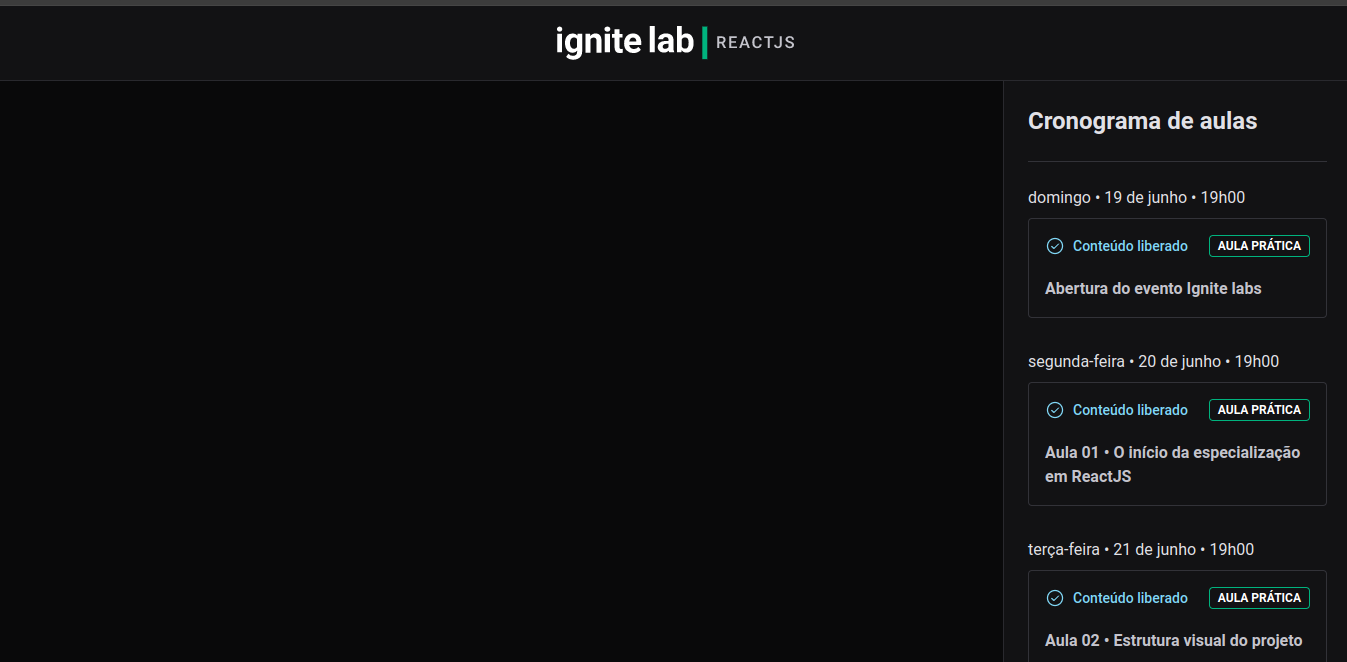 ignite lab | REACTJS
Cronograma de aulas
domingo • 19 de junho • 19h00
Conteúdo liberado AULA PRÁTICA
Abertura do evento Ignite labs
segunda-feira • 20 de junho • 19h00
Conteúdo liberado AULA PRÁTICA
Aula 01 • O início da especialização
em ReactJS
terça-feira • 21 de junho • 19h00
Conteúdo liberado AULA PRÁTICA
Aula 02 • Estrutura visual do projeto